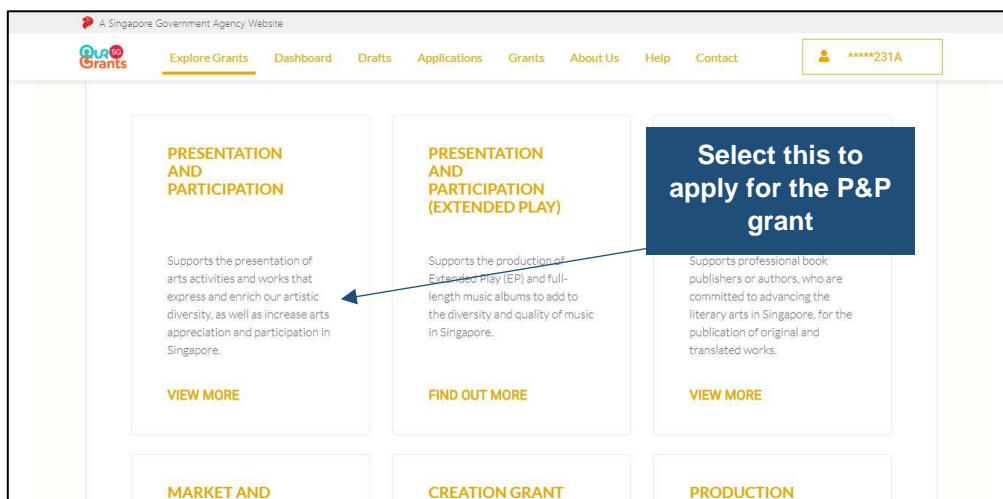 A Singapore Government Agency Website
OUR SG
Grants
Explore Grants Dashboard Drafts Applications Grants About Us Help Contact *****231A
PRESENTATION
AND
PARTICIPATION
Supports the presentation of
arts activities and works that
express and enrich our artistic
diversity, as well as increase arts
appreciation and participation in
Singapore.
VIEW MORE
PRESENTATION
AND
PARTICIPATION
(EXTENDED PLAY)
Supports the production of
Extended Play (EP) and full-
length music albums to add to
the diversity and quality of music
in Singapore.
FIND OUT MORE
Select this to
apply for the P&P
grant
Supports professional book
publishers or authors, who are
committed to advancing the
literary arts in Singapore, for the
publication of original and
translated works.
VIEW MORE
MARKET AND
CREATION GRANT
PRODUCTION